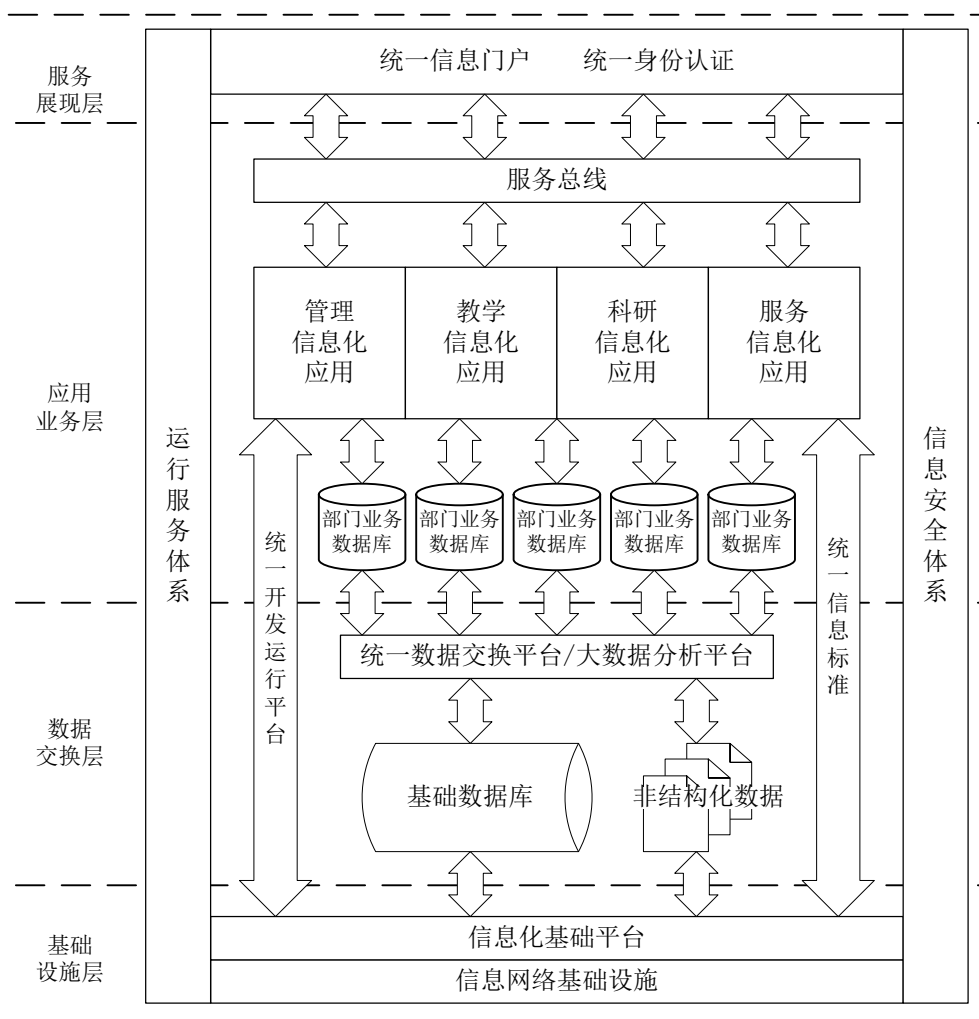 服务
展现层
统一信息门户 统一身份认证
服务总线
应用
业务层
管理
信息化
应用
教学
信息化
应用
科研
信息化
应用
服务
信息化
应用
运行服务体系
信息安全体系
部门业务
数据库
部门业务
数据库
部门业务
数据库
部门业务
数据库
部门业务
数据库
统一开发运行平台
统一信息标准
数据
交换层
统一数据交换平台/大数据分析平台
基础数据库
非结构化数据
基础
设施层
信息化基础平台
信息网络基础设施